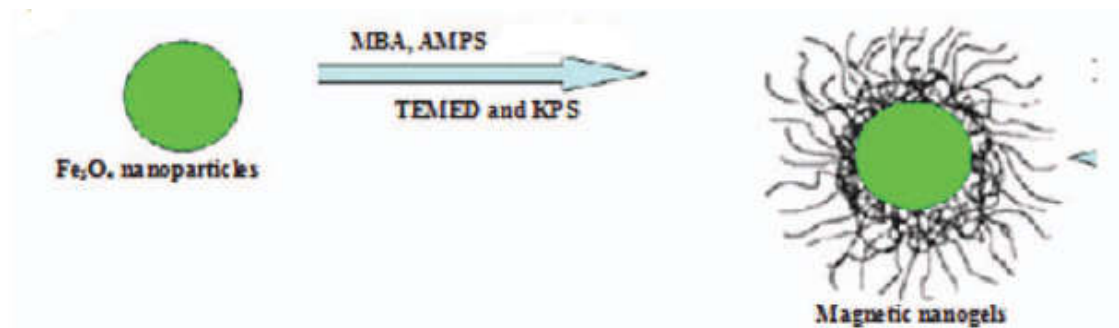 MBA, AMPS
TEMED and KPS
Fe₃O₄ nanoparticles
Magnetic nanogels